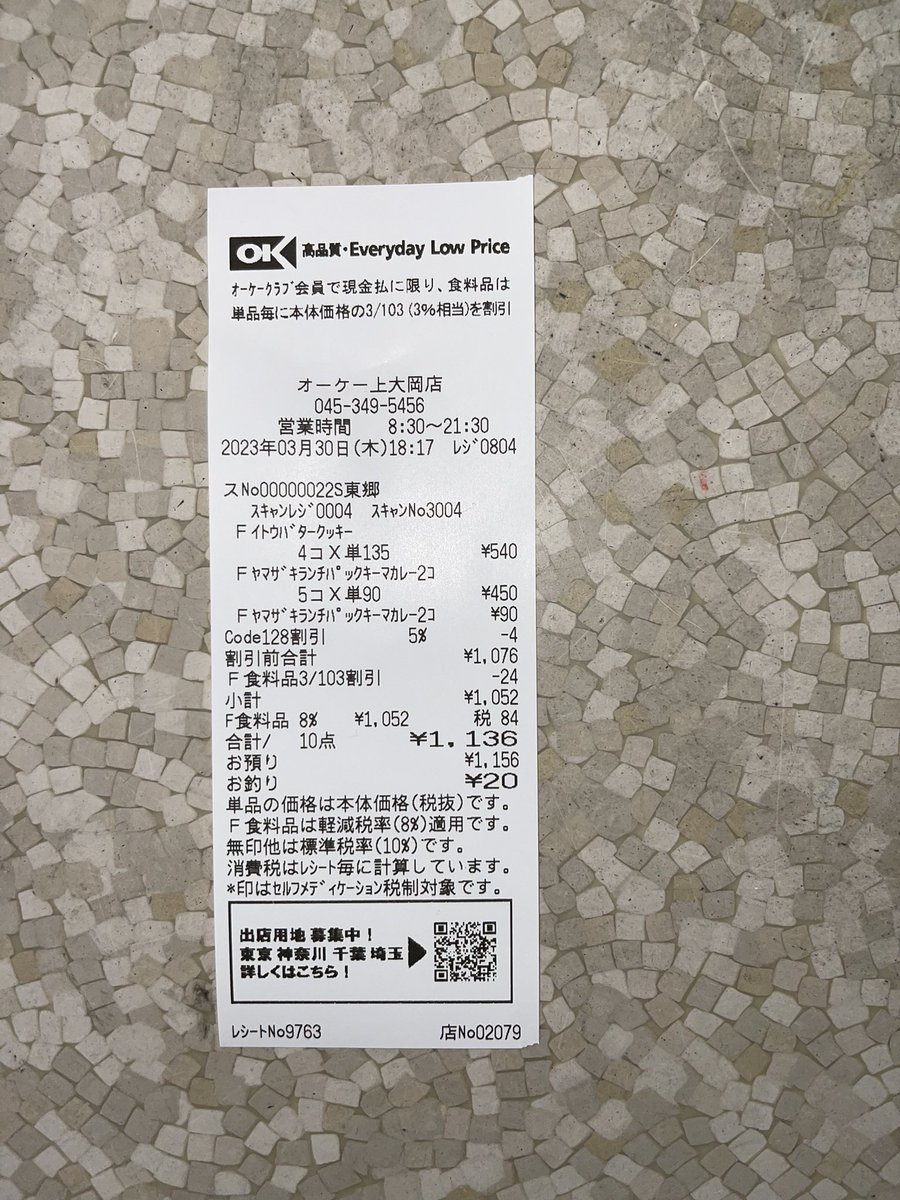 OK 高品質・Everyday Low Price
ｵｰｹｰｸﾗﾌﾞ会員で現金払に限り、食料品は
単品毎に本体価格の3/103(3%相当)を割引
オーケー上大岡店
045-349-5456
営業時間 8:30～21:30
2023年03月30日(木)18:17 ﾚｼﾞ0804
スNo00000022S東郷
ｽｷｬﾝﾚｼﾞ0004 ｽｷｬﾝNo3004
Ｆｲﾄｳﾊﾞﾀｰｸｯｷｰ
4コＸ単135 ¥540
Ｆﾔﾏｻﾞｷﾗﾝﾁﾊﾟｯｸｷｰﾏｶﾚｰ2ｺ
5コＸ単90 ¥450
Ｆﾔﾏｻﾞｷﾗﾝﾁﾊﾟｯｸｷｰﾏｶﾚｰ2ｺ ¥90
Code128割引 5% -4
割引前合計 ¥1,076
Ｆ食料品3/103割引 -24
小計 ¥1,052
F食料品 8% ¥1,052 税 84
合計/ 10点 ¥1,136
お預り ¥1,156
お釣り ¥20
単品の価格は本体価格(税抜)です。
Ｆ食料品は軽減税率(8%)適用です。
無印他は標準税率(10%)です。
消費税はﾚｼｰﾄ毎に計算しています。
*F印はｾﾙﾌﾒﾃﾞｨｹｰｼｮﾝ税制対象です。
出店用地 募集中！
東京 神奈川 千葉 埼玉
詳しくはこちら！
ﾚｼｰﾄNo9763 店No02079